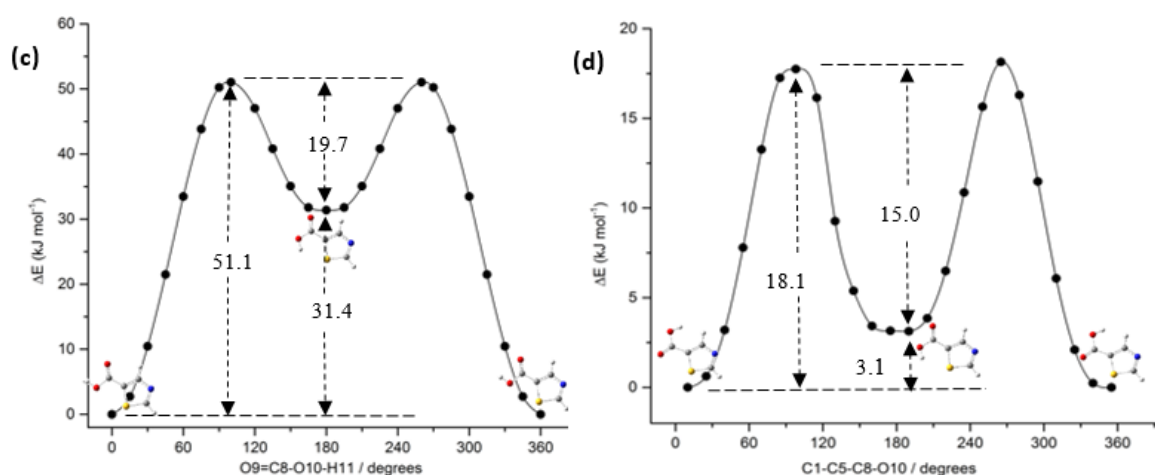 (c)
60
50
40
30
20
10
0
ΔE (kJ mol⁻¹)
19.7
51.1
31.4
0 60 120 180 240 300 360
O9=C8-O10-H11 / degrees
(d)
20
15
10
5
0
ΔE (kJ mol⁻¹)
15.0
18.1
3.1
0 60 120 180 240 300 360
C1-C5-C8-O10 / degrees